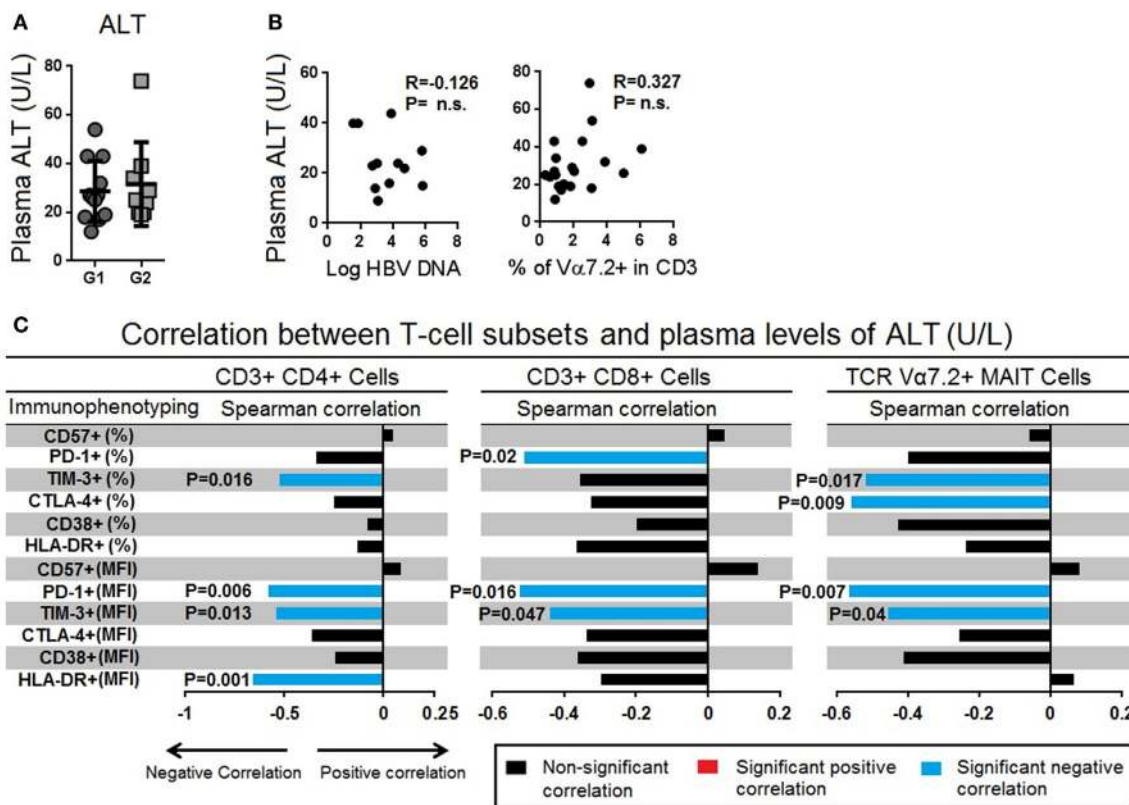 A
ALT
Plasma ALT (U/L)
80
60
40
20
0
G1 G2
B
Plasma ALT (U/L)
60
40
20
0
R=-0.126
P= n.s.
0 2 4 6 8
Log HBV DNA
80
60
40
20
0
R=0.327
P= n.s.
0 2 4 6 8
% of Vα7.2+ in CD3
C
Correlation between T-cell subsets and plasma levels of ALT (U/L)
CD3+ CD4+ Cells CD3+ CD8+ Cells TCR Vα7.2+ MAIT Cells
Immunophenotyping Spearman correlation Spearman correlation Spearman correlation
CD57+ (%)
PD-1+ (%) P=0.02
TIM-3+ (%) P=0.016 P=0.017
CTLA-4+ (%) P=0.009
CD38+ (%)
HLA-DR+ (%)
CD57+ (MFI)
PD-1+ (MFI) P=0.006 P=0.016 P=0.007
TIM-3+ (MFI) P=0.013 P=0.047 P=0.04
CTLA-4+ (MFI)
CD38+ (MFI)
HLA-DR+ (MFI) P=0.001
-1 -0.5 0 0.25 -0.6 -0.4 -0.2 0 0.2 -0.6 -0.4 -0.2 0 0.2
Negative Correlation Positive correlation
Non-significant correlation
Significant positive correlation
Significant negative correlation